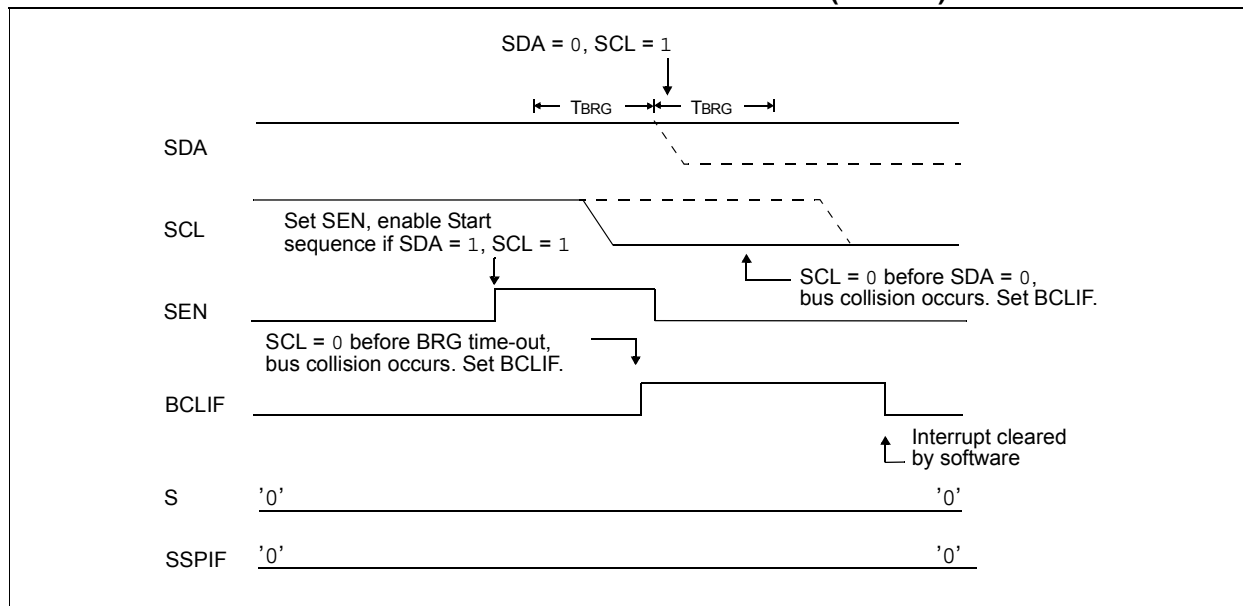 SDA = 0, SCL = 1
TBRG TBRG
SDA
SCL
Set SEN, enable Start
sequence if SDA = 1, SCL = 1
SCL = 0 before SDA = 0,
bus collision occurs. Set BCLIF.
SEN
SCL = 0 before BRG time-out,
bus collision occurs. Set BCLIF.
BCLIF
Interrupt cleared
by software
S '0' '0'
SSPIF '0' '0'